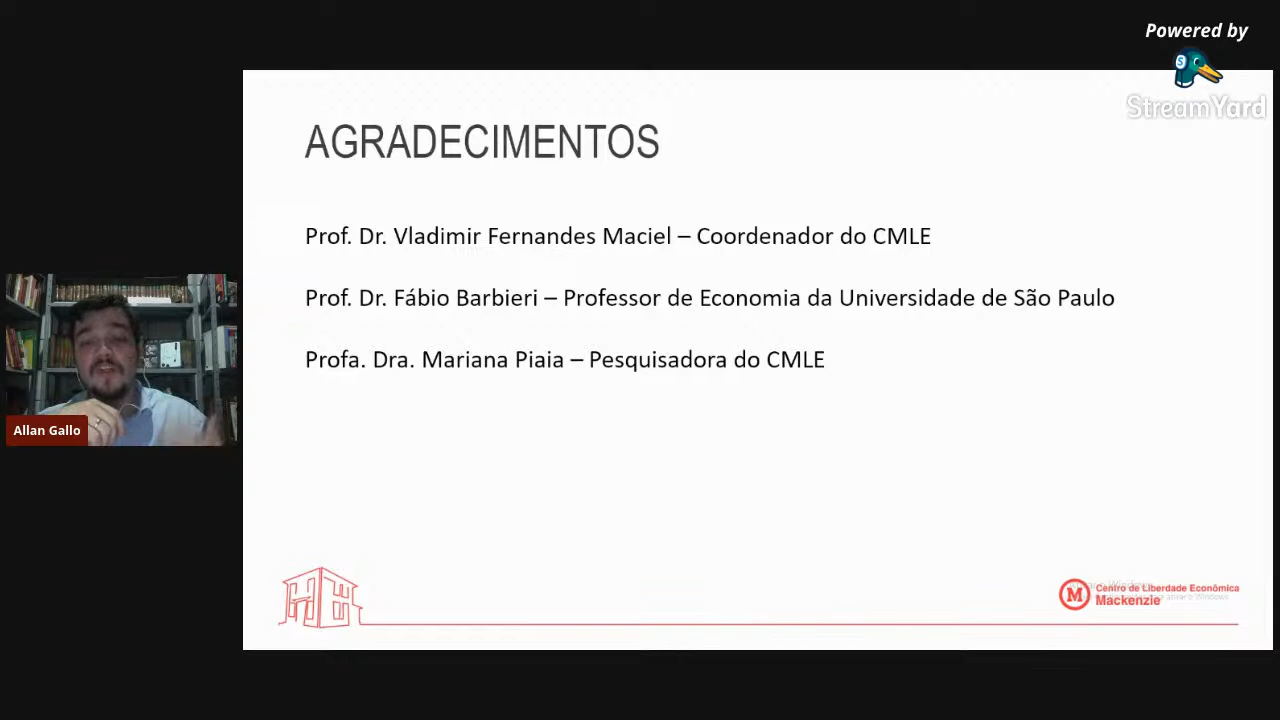 Powered by
StreamYard
AGRADECIMENTOS
Prof. Dr. Vladimir Fernandes Maciel – Coordenador do CMLE
Prof. Dr. Fábio Barbieri – Professor de Economia da Universidade de São Paulo
Profa. Dra. Mariana Piaia – Pesquisadora do CMLE
Allan Gallo
M
Centro de Liberdade Econômica
Mackenzie